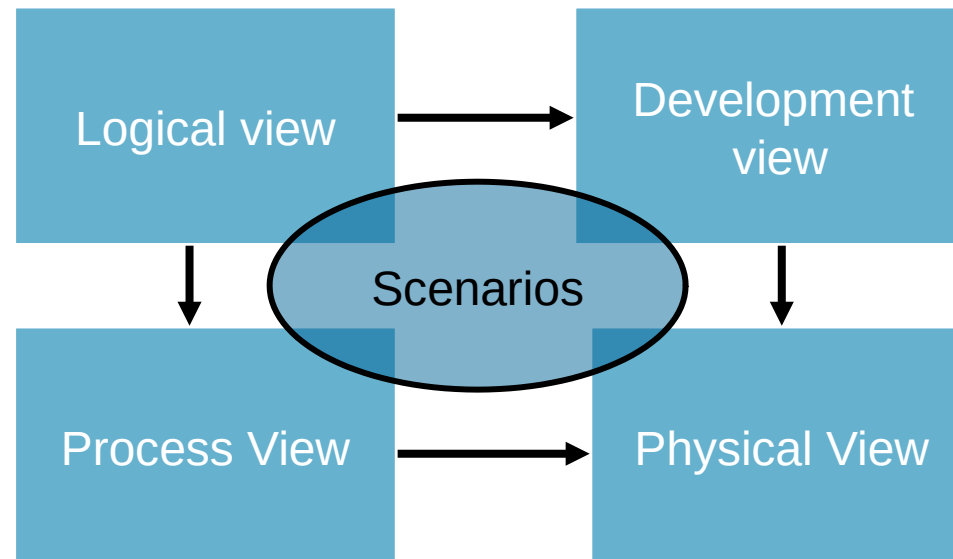 Logical view
Development
view
Scenarios
Process View
Physical View